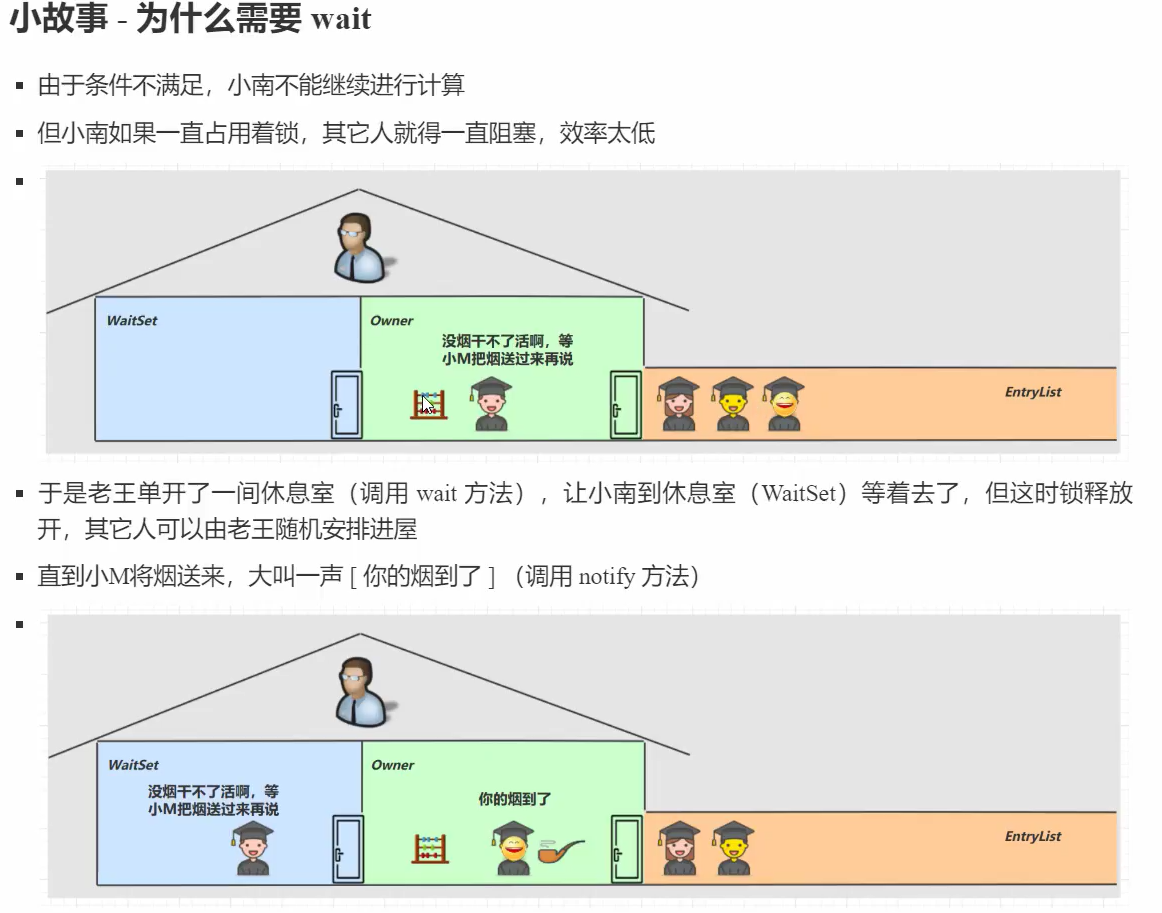 小故事 - 为什么需要 wait
由于条件不满足，小南不能继续进行计算
但小南如果一直占用着锁，其它人就得一直阻塞，效率太低
WaitSet
Owner
没烟干不了活啊，等
小M把烟送过来再说
EntryList
于是老王单开了一间休息室（调用 wait 方法），让小南到休息室（WaitSet）等着去了，但这时锁释放
开，其它人可以由老王随机安排进屋
直到小M将烟送来，大叫一声 [ 你的烟到了 ] （调用 notify 方法）
WaitSet
没烟干不了活啊，等
小M把烟送过来再说
Owner
你的烟到了
EntryList